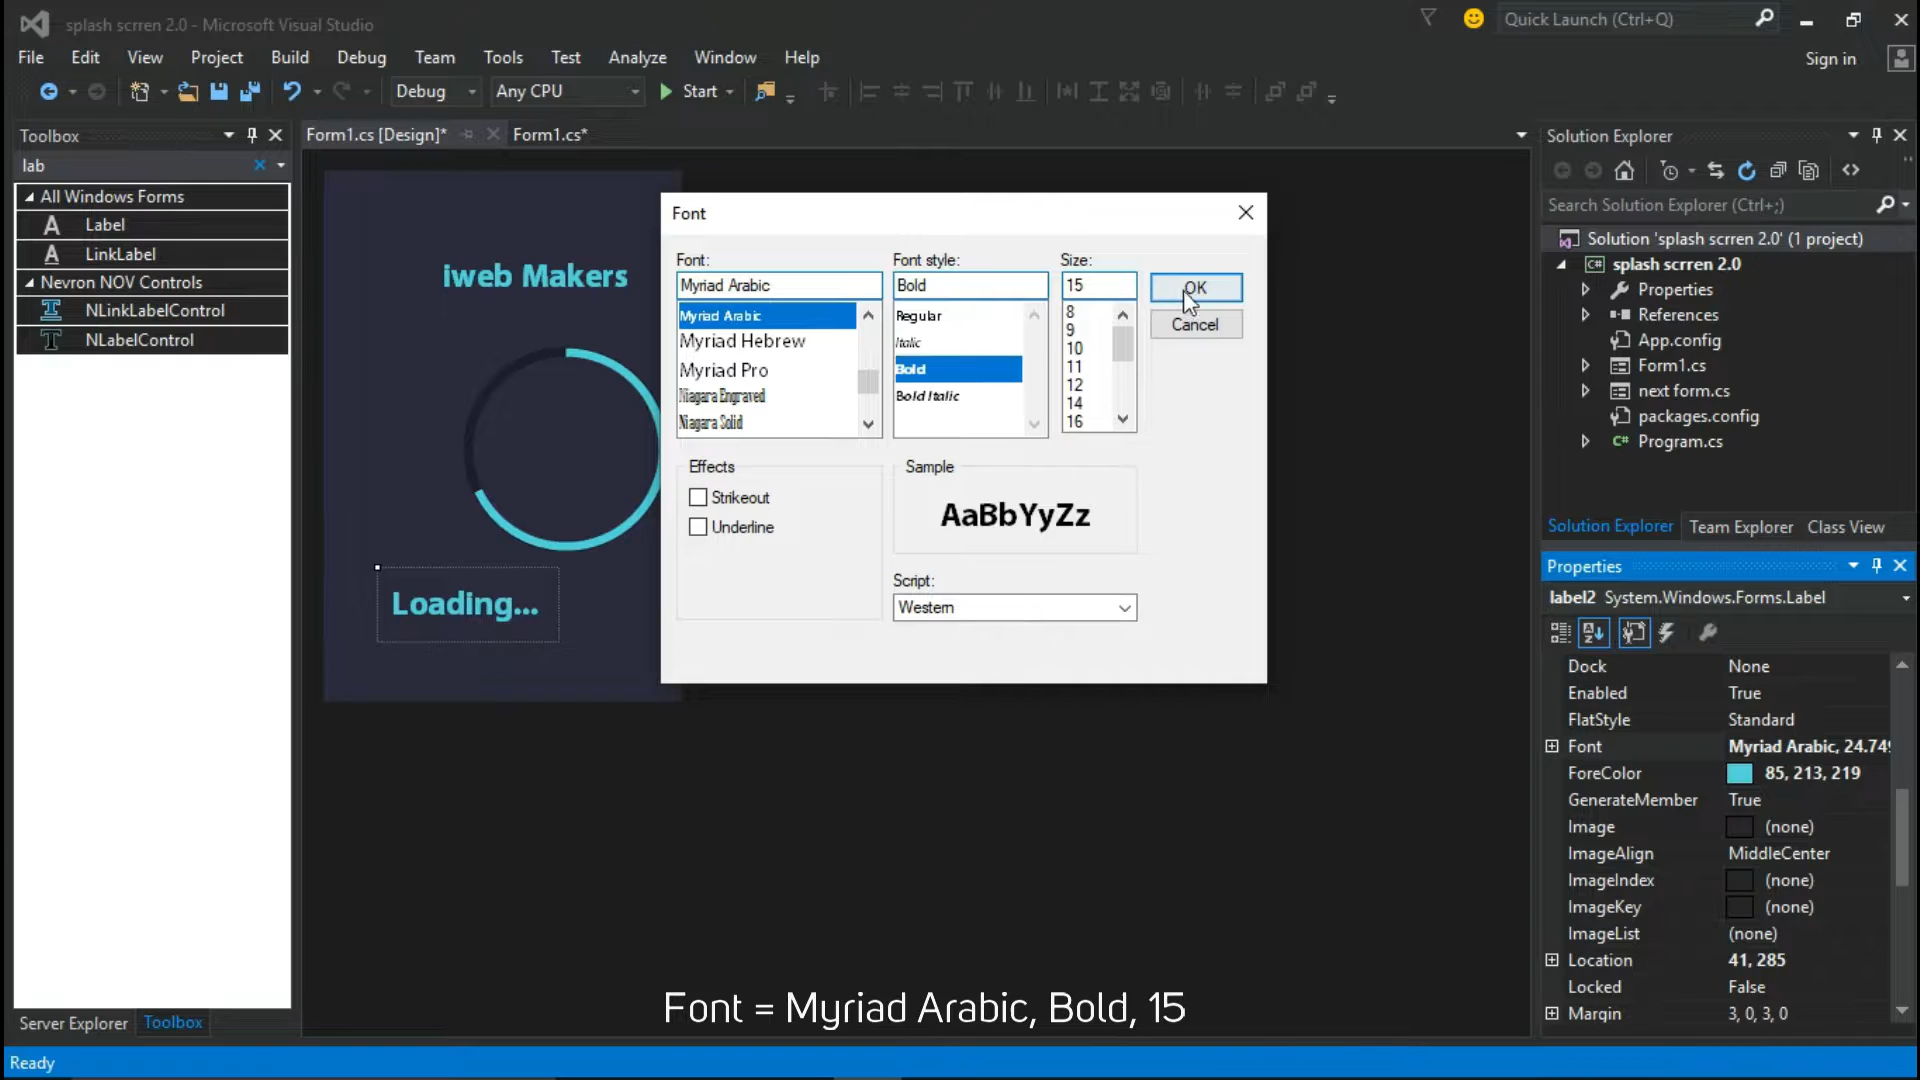 splash scrren 2.0 - Microsoft Visual Studio
Quick Launch (Ctrl+Q)
File Edit View Project Build Debug Team Tools Test Analyze Window Help
Sign in
Debug Any CPU Start
Toolbox
lab
All Windows Forms
Label
LinkLabel
Nevron NOV Controls
NLinkLabelControl
NLabelControl
Server Explorer Toolbox
Form1.cs [Design]* Form1.cs*
iweb Makers
Loading...
Font
Font: Font style: Size:
Myriad Arabic Bold 15
OK
Cancel
Myriad Arabic
Myriad Hebrew
Myriad Pro
Niagara Engraved
Niagara Solid
Regular
Italic
Bold
Bold Italic
8
9
10
11
12
14
16
Effects
Strikeout
Underline
Sample
AaBbYyZz
Script:
Western
Solution Explorer
Search Solution Explorer (Ctrl+;)
Solution 'splash scrren 2.0' (1 project)
C# splash scrren 2.0
Properties
References
App.config
Form1.cs
next form.cs
packages.config
C# Program.cs
Solution Explorer Team Explorer Class View
Properties
label2 System.Windows.Forms.Label
Dock None
Enabled True
FlatStyle Standard
Font Myriad Arabic, 24.749
ForeColor 85, 213, 219
GenerateMember True
Image (none)
ImageAlign MiddleCenter
ImageIndex (none)
ImageKey (none)
ImageList (none)
Location 41, 285
Locked False
Margin 3, 0, 3, 0
Font = Myriad Arabic, Bold, 15
Ready